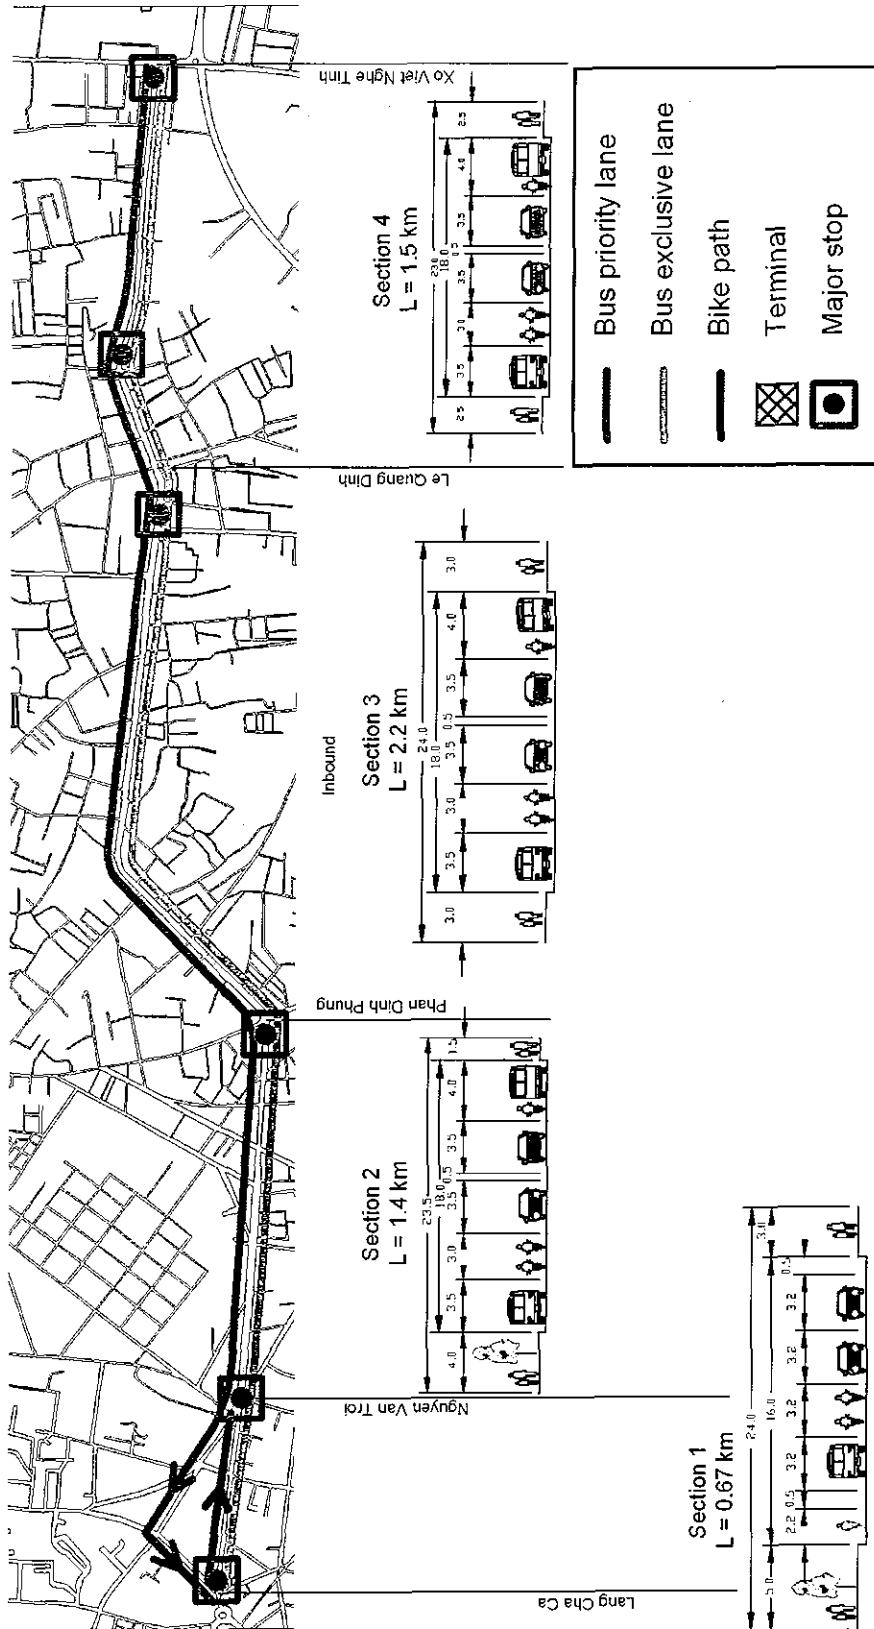 Lang Cha Ca
Nguyen Van Troi
Phan Dinh Phung
Le Quang Dinh
Xo Viet Nghe Tinh
Inbound
Section 1
L = 0.67 km
24.0
5.0
16.0
3.0
2.2
0.5
3.2
3.2
3.2
3.2
0.5
Section 2
L = 1.4 km
23.5
18.0
4.0
3.5
3.0
3.5
0.5
3.5
4.0
1.5
Section 3
L = 2.2 km
24.0
18.0
3.0
3.5
3.0
3.5
0.5
3.5
4.0
3.0
Section 4
L = 1.5 km
18.0
2.5
3.5
3.0
3.5
0.5
3.5
4.0
Bus priority lane
Bus exclusive lane
Bike path
Terminal
Major stop